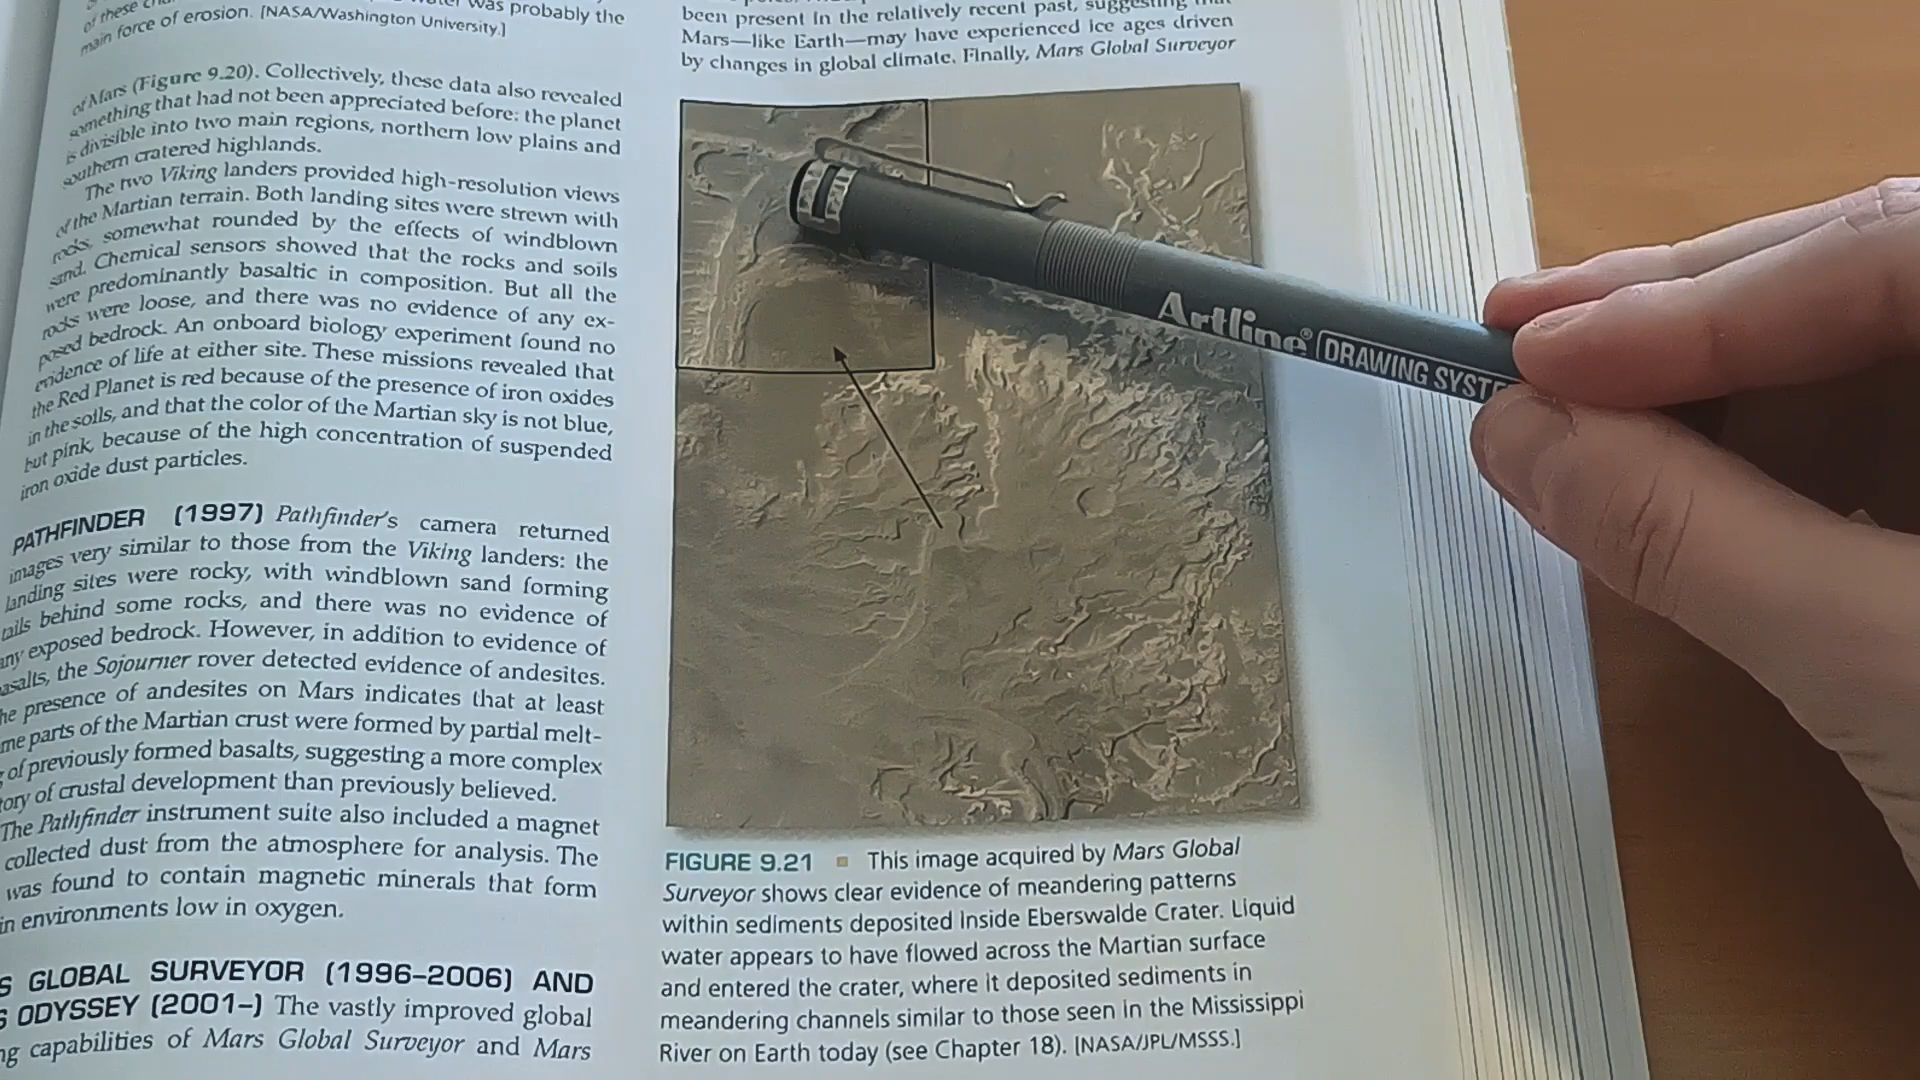 of these
was probably the
main force of erosion. [NASA/Washington University.]
of Mars (Figure 9.20). Collectively, these data also revealed
something that had not been appreciated before: the planet
is divisible into two main regions, northern low plains and
southern cratered highlands.
The two Viking landers provided high-resolution views
of the Martian terrain. Both landing sites were strewn with
rocks, somewhat rounded by the effects of windblown
sand. Chemical sensors showed that the rocks and soils
were predominantly basaltic in composition. But all the
rocks were loose, and there was no evidence of any ex-
posed bedrock. An onboard biology experiment found no
evidence of life at either site. These missions revealed that
the Red Planet is red because of the presence of iron oxides
in the soils, and that the color of the Martian sky is not blue,
but pink, because of the high concentration of suspended
iron oxide dust particles.
PATHFINDER (1997) Pathfinder's camera returned
images very similar to those from the Viking landers: the
landing sites were rocky, with windblown sand forming
tails behind some rocks, and there was no evidence of
any exposed bedrock. However, in addition to evidence of
asalts, the Sojourner rover detected evidence of andesites.
he presence of andesites on Mars indicates that at least
me parts of the Martian crust were formed by partial melt-
of previously formed basalts, suggesting a more complex
tory of crustal development than previously believed.
The Pathfinder instrument suite also included a magnet
collected dust from the atmosphere for analysis. The
was found to contain magnetic minerals that form
in environments low in oxygen.
S GLOBAL SURVEYOR (1996–2006) AND
S ODYSSEY (2001–) The vastly improved global
ng capabilities of Mars Global Surveyor and Mars
been present in the relatively recent past, suggesting that
Mars—like Earth—may have experienced ice ages driven
by changes in global climate. Finally, Mars Global Surveyor
Artline® DRAWING SYSTE
FIGURE 9.21 ■ This image acquired by Mars Global
Surveyor shows clear evidence of meandering patterns
within sediments deposited inside Eberswalde Crater. Liquid
water appears to have flowed across the Martian surface
and entered the crater, where it deposited sediments in
meandering channels similar to those seen in the Mississippi
River on Earth today (see Chapter 18). [NASA/JPL/MSSS.]